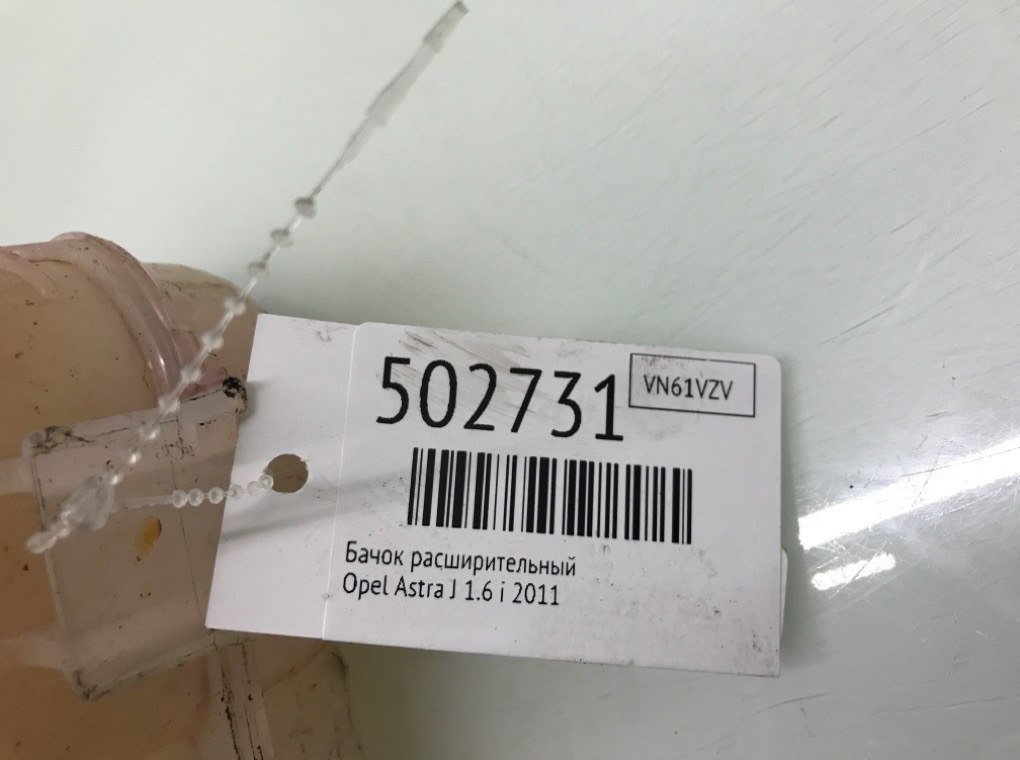 502731
VN61VZV
Бачок расширительный
Opel Astra J 1.6 i 2011